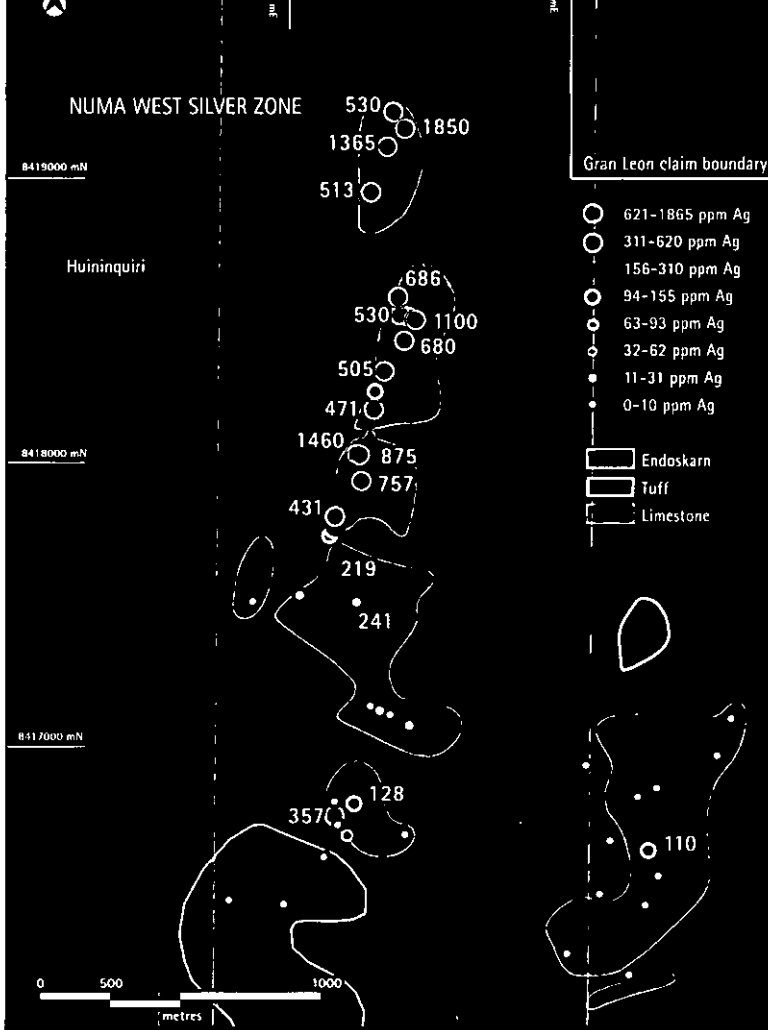 mE
mE
NUMA WEST SILVER ZONE
530
1850
1365
8419000 mN
513
Gran Leon claim boundary
621-1865 ppm Ag
311-620 ppm Ag
156-310 ppm Ag
94-155 ppm Ag
63-93 ppm Ag
32-62 ppm Ag
11-31 ppm Ag
0-10 ppm Ag
Endoskarn
Tuff
Limestone
Huininquiri
686
530
1100
680
505
471
8418000 mN
1460
875
757
431
219
241
8417000 mN
128
357
110
0 500 1000
metres